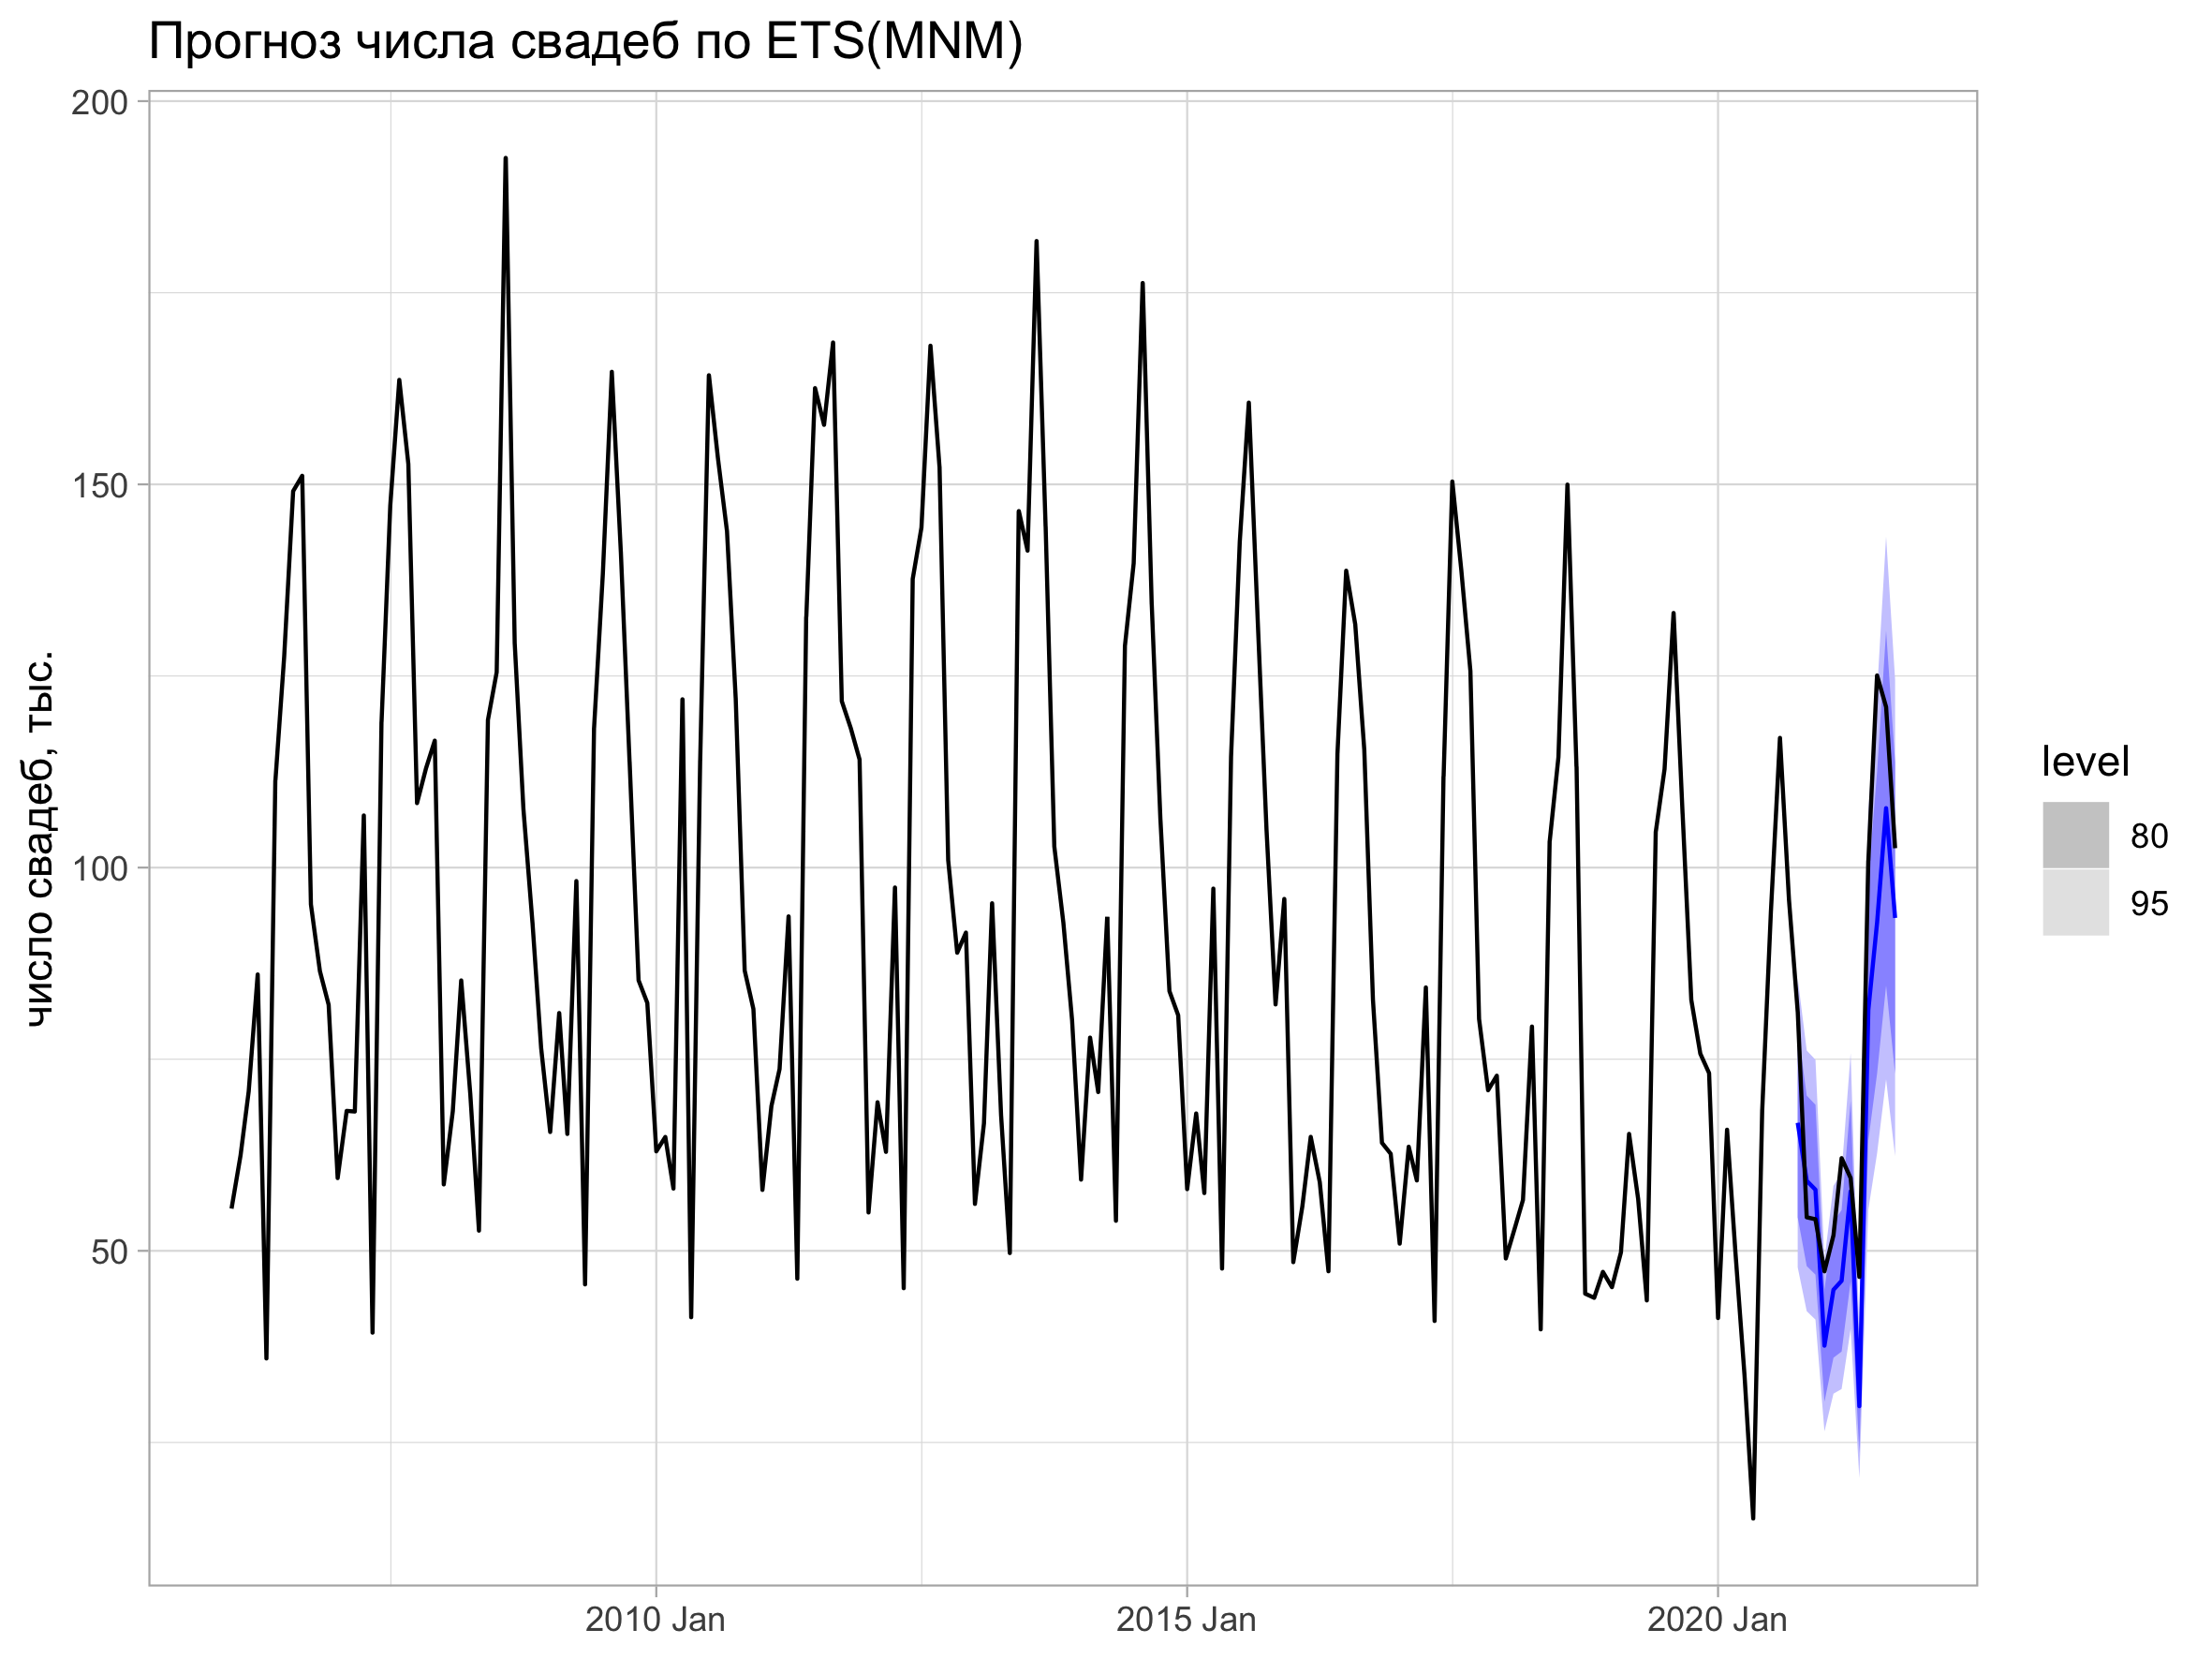 Прогноз числа свадеб по ETS(MNM)
200
150
100
50
число свадеб, тыс.
2010 Jan
2015 Jan
2020 Jan
level
80
95